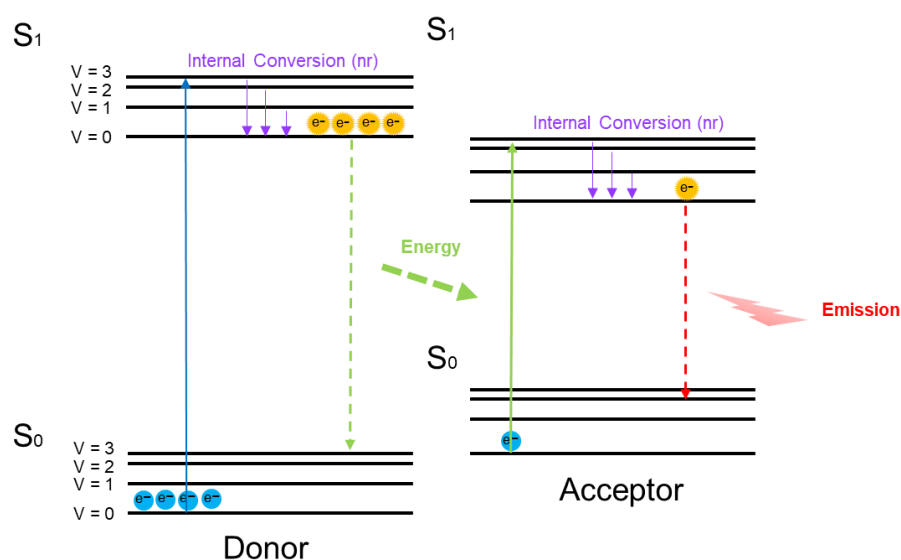 S1
Internal Conversion (nr)
V = 3
V = 2
V = 1
V = 0
e− e− e− e−
S0
V = 3
V = 2
V = 1
V = 0
e− e− e− e−
Donor
Energy
S1
Internal Conversion (nr)
e−
Emission
S0
e−
Acceptor